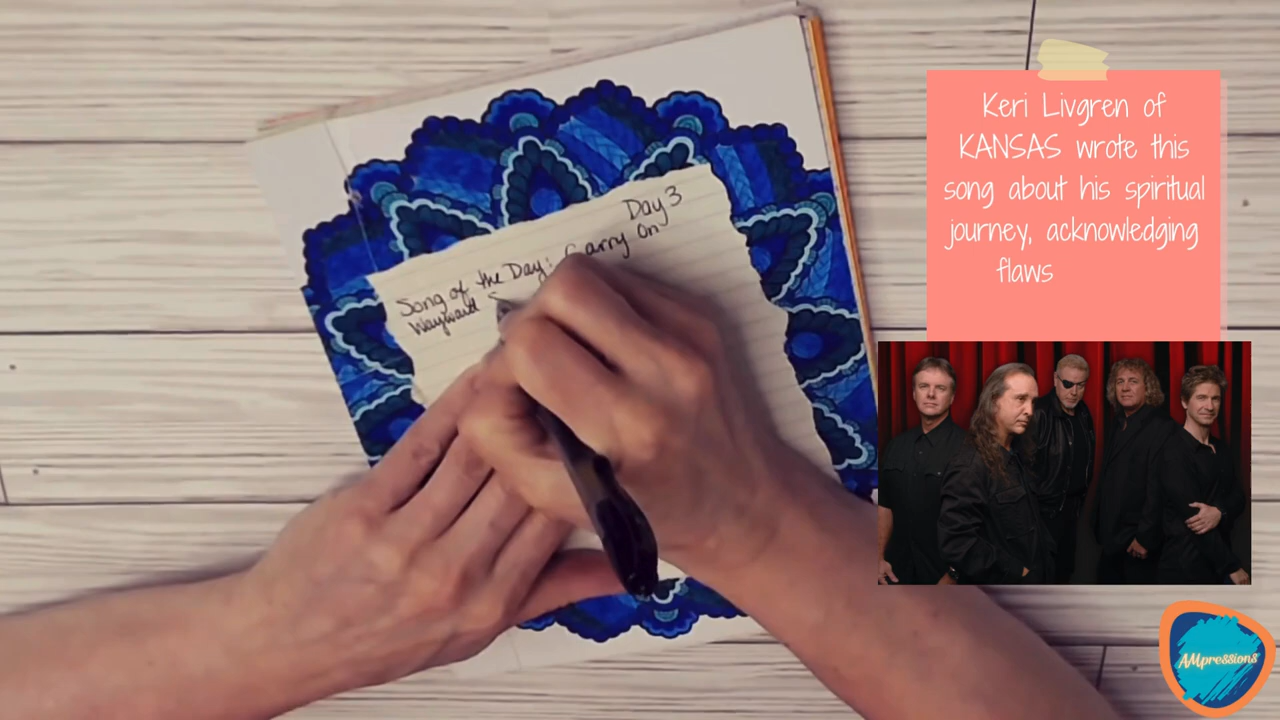 Day 3
Song of the Day: Carry On
Wayward S
Keri Livgren of
KANSAS wrote this
song about his spiritual
journey, acknowledging
flaws
AMpressions